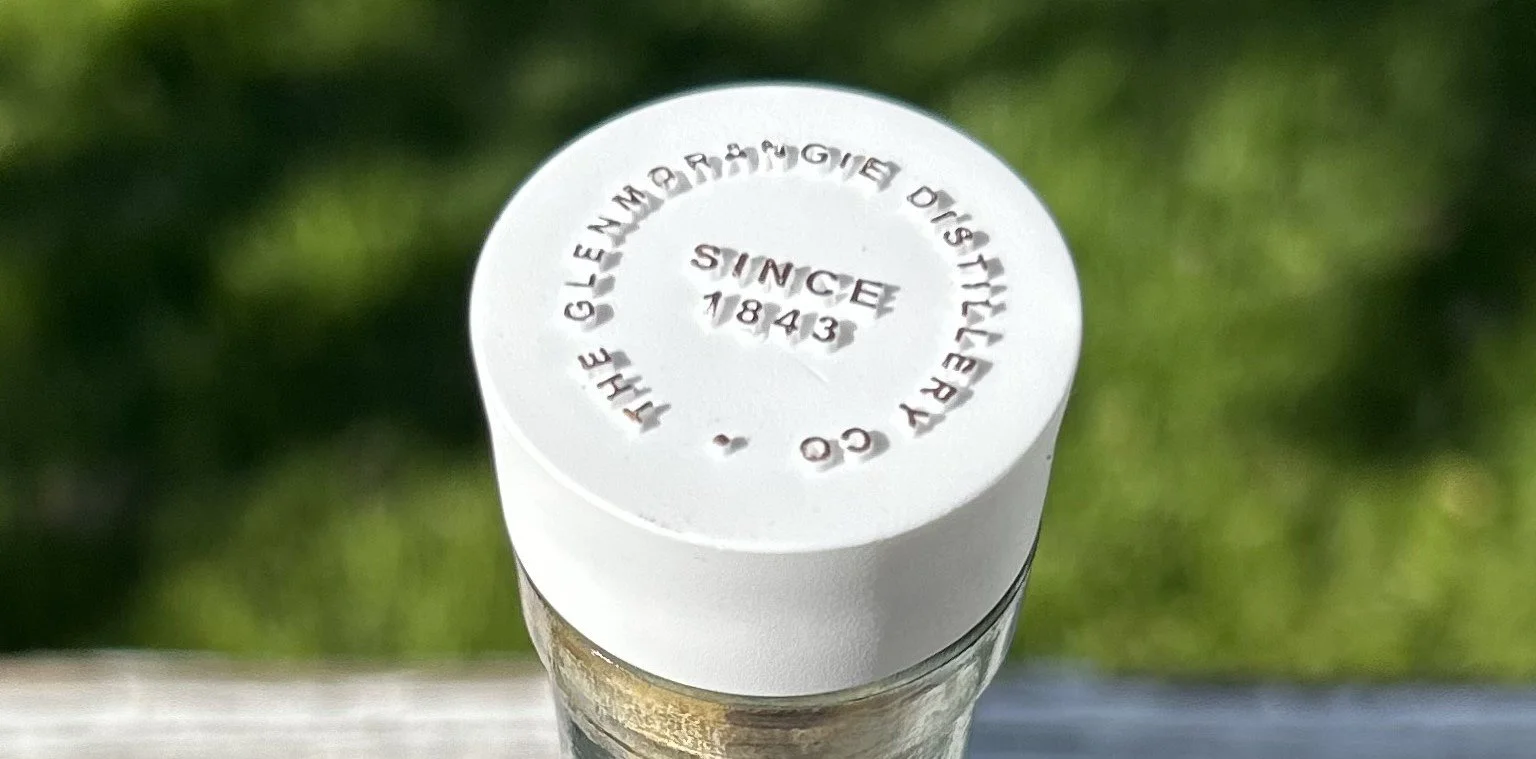 THE GLENMORANGIE DISTILLERY CO •
SINCE
1843